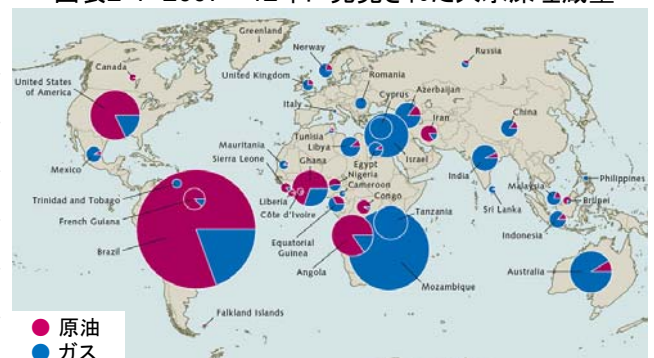 Greenland
Norway
Russia
Canada
United Kingdom
Romania
United States
of America
Cyprus
Azerbaijan
Italy
Iran
China
Tunisia
Libya
Mauritania
Sierra Leone
Ghana
Egypt
Israel
Mexico
Nigeria
Cameroon
India
Malaysia
Philippines
Trinidad and Tobago
Liberia
Congo
Sri Lanka
Brunei
French Guiana
Côte d'Ivoire
Tanzania
Indonesia
Brazil
Equatorial
Guinea
Australia
Angola
Mozambique
Falkland Islands
原油
ガス